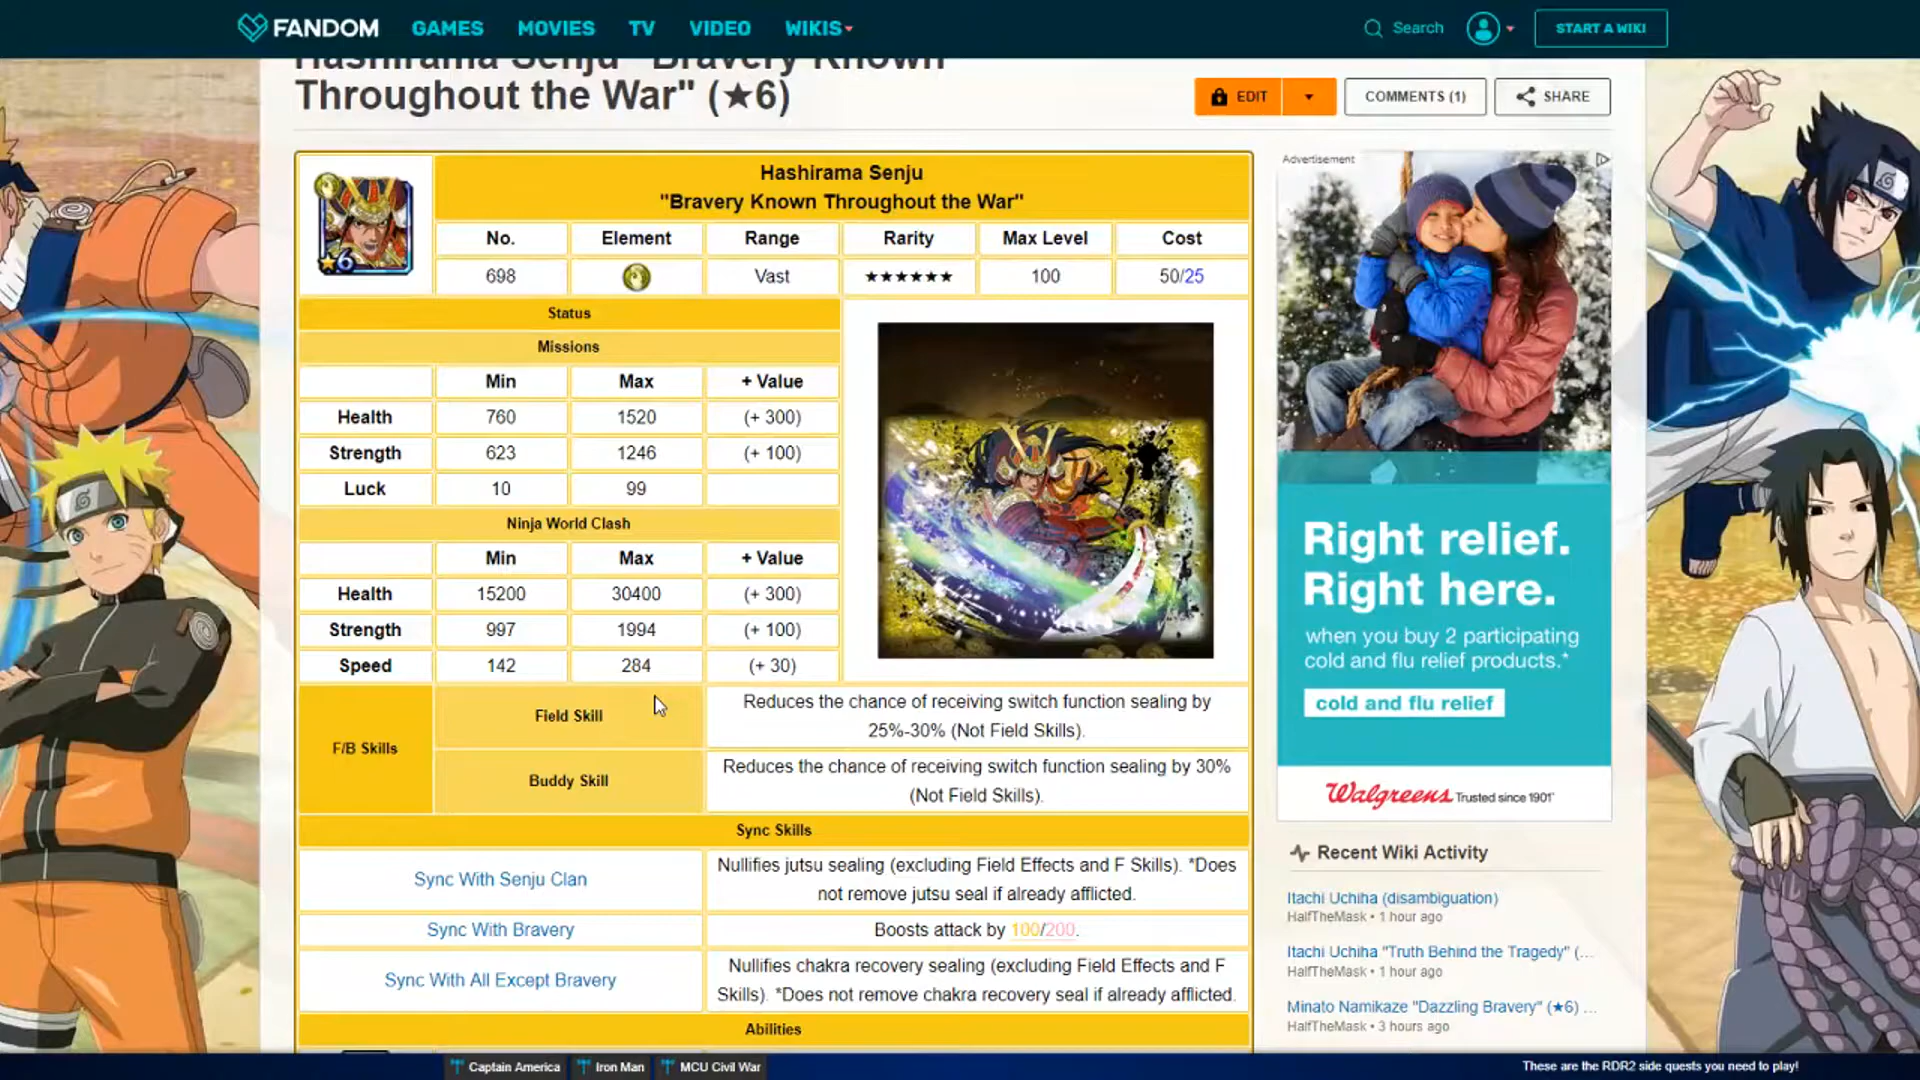 FANDOM GAMES MOVIES TV VIDEO WIKIS Search START A WIKI
Hashirama Senju "Bravery Known
Throughout the War" (★6)
EDIT COMMENTS (1) SHARE
Hashirama Senju
"Bravery Known Throughout the War"
No. Element Range Rarity Max Level Cost
698 Vast ★★★★★★ 100 50/25
★6
Status
Missions
Min Max + Value
Health 760 1520 (+ 300)
Strength 623 1246 (+ 100)
Luck 10 99
Ninja World Clash
Min Max + Value
Health 15200 30400 (+ 300)
Strength 997 1994 (+ 100)
Speed 142 284 (+ 30)
F/B Skills
Field Skill
Reduces the chance of receiving switch function sealing by
25%-30% (Not Field Skills).
Buddy Skill
Reduces the chance of receiving switch function sealing by 30%
(Not Field Skills).
Sync Skills
Sync With Senju Clan
Nullifies jutsu sealing (excluding Field Effects and F Skills). *Does
not remove jutsu seal if already afflicted.
Sync With Bravery
Boosts attack by 100/200.
Sync With All Except Bravery
Nullifies chakra recovery sealing (excluding Field Effects and F
Skills). *Does not remove chakra recovery seal if already afflicted.
Abilities
Advertisement
Right relief.
Right here.
when you buy 2 participating
cold and flu relief products.*
cold and flu relief
Walgreens Trusted since 1901
Recent Wiki Activity
Itachi Uchiha (disambiguation)
HalfTheMask • 1 hour ago
Itachi Uchiha "Truth Behind the Tragedy" (...
HalfTheMask • 1 hour ago
Minato Namikaze "Dazzling Bravery" (★6) ...
HalfTheMask • 3 hours ago
Captain America Iron Man MCU Civil War
These are the RDR2 side quests you need to play!